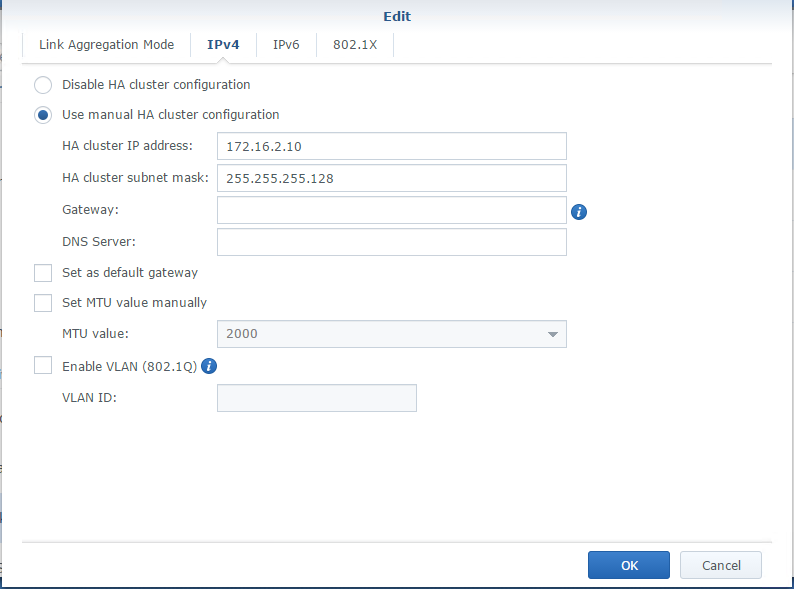 Edit
Link Aggregation Mode IPv4 IPv6 802.1X
Disable HA cluster configuration
Use manual HA cluster configuration
HA cluster IP address: 172.16.2.10
HA cluster subnet mask: 255.255.255.128
Gateway:
DNS Server:
Set as default gateway
Set MTU value manually
MTU value: 2000
Enable VLAN (802.1Q)
VLAN ID:
OK Cancel